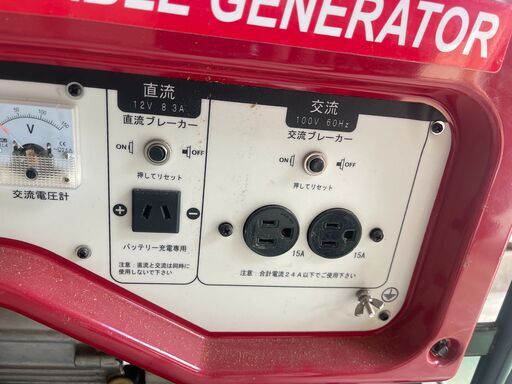 GENERATOR
直流
12V 8.3A
直流ブレーカー
ON
OFF
押してリセット
バッテリー充電専用
注意:直流と交流は同時に
使用しないで下さい
交流
100V 60Hz
交流ブレーカー
ON
OFF
押してリセット
15A
15A
注意:合計電流24A以下でご使用下さい
50
100
150
V
交流電圧計